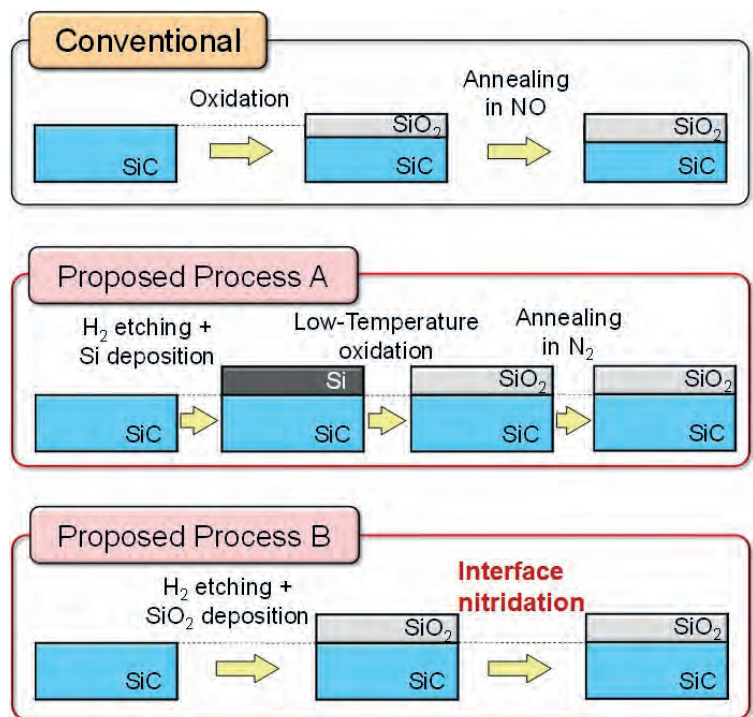 Conventional
Oxidation
Annealing
in NO
SiC
SiO₂
SiC
SiO₂
SiC
Proposed Process A
H₂ etching +
Si deposition
Low-Temperature
oxidation
Annealing
in N₂
SiC
Si
SiC
SiO₂
SiC
SiO₂
SiC
Proposed Process B
H₂ etching +
SiO₂ deposition
Interface
nitridation
SiC
SiO₂
SiC
SiO₂
SiC